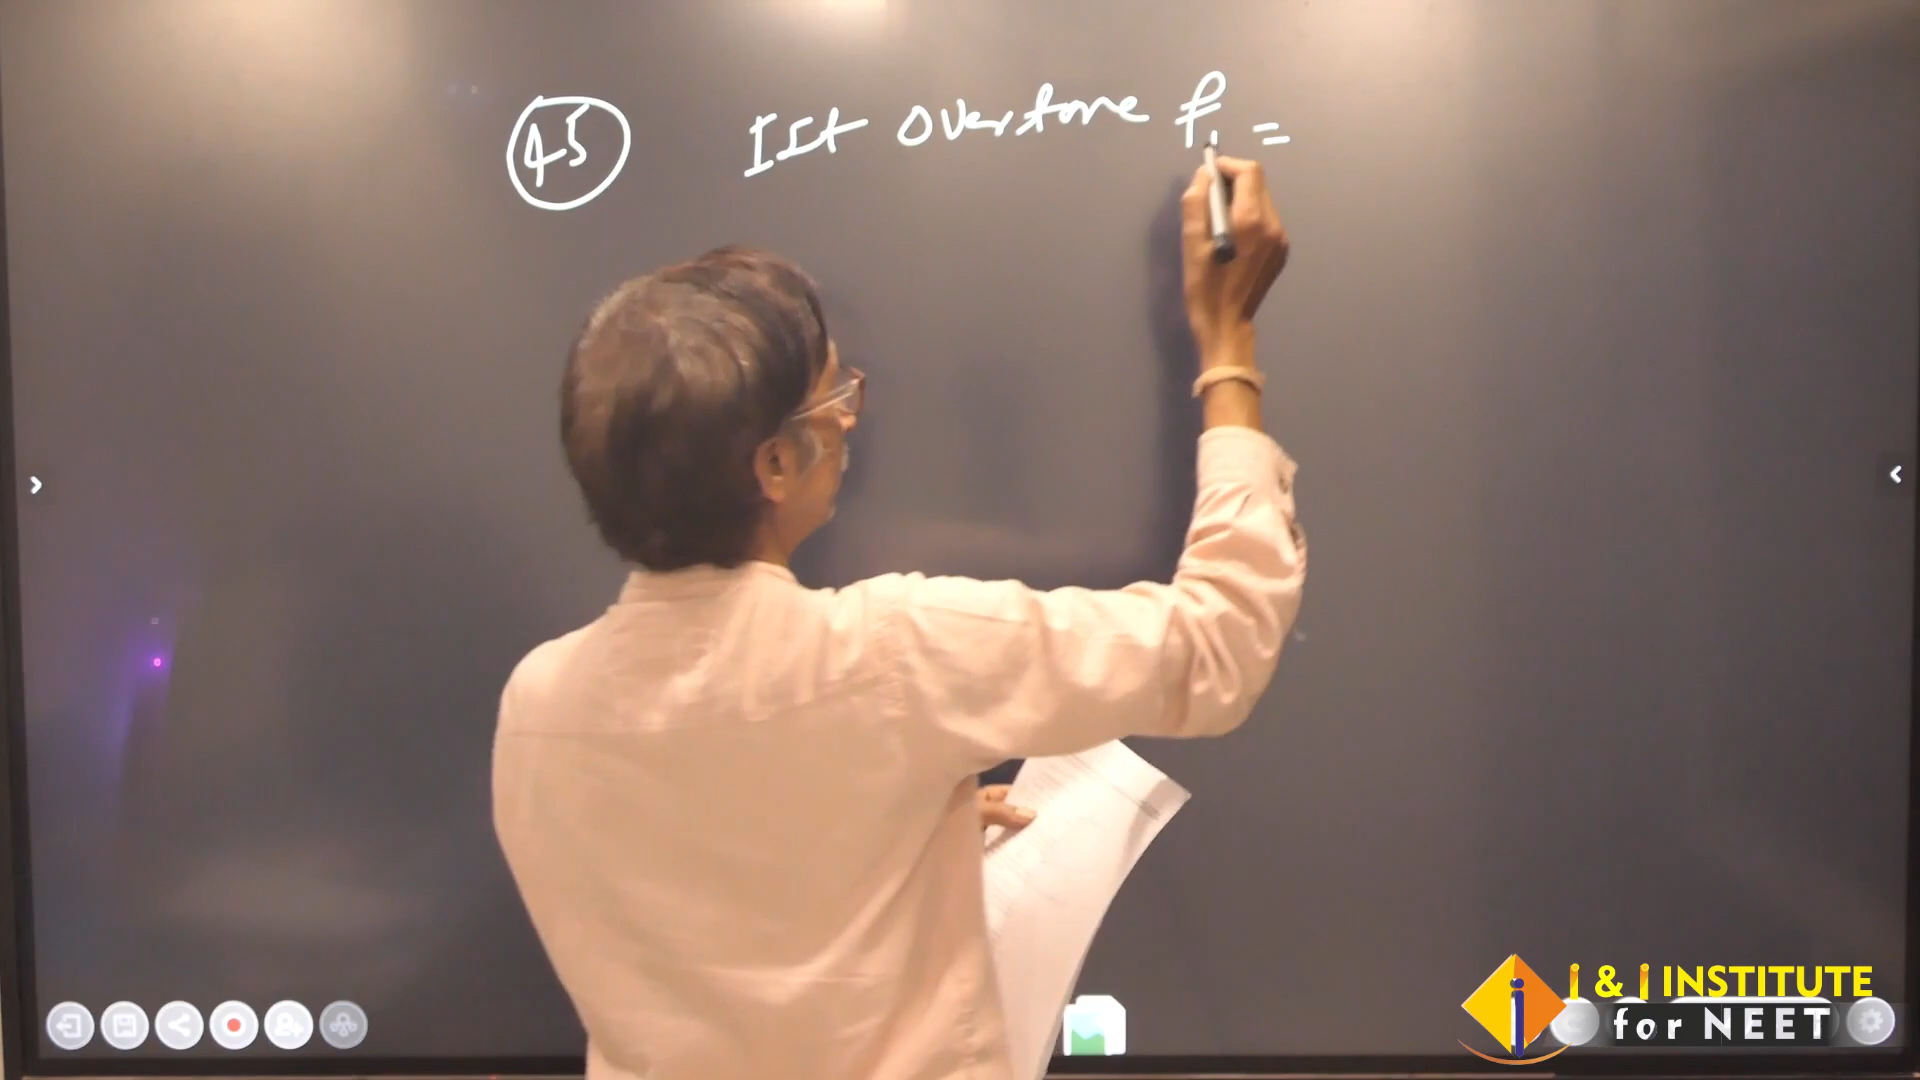 45 Ist overtone f1 =
i & j INSTITUTE
for NEET